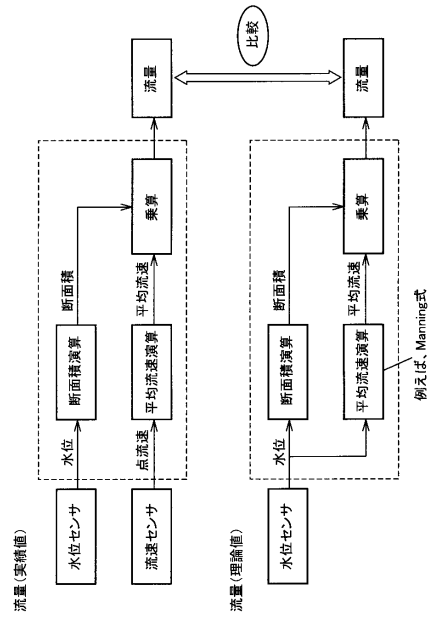 流量(実績値)
水位センサ
水位
断面積演算
断面積
流速センサ
点流速
平均流速演算
平均流速
乗算
流量
比較
流量(理論値)
水位センサ
水位
断面積演算
断面積
平均流速演算
平均流速
乗算
流量
例えば、Manning式